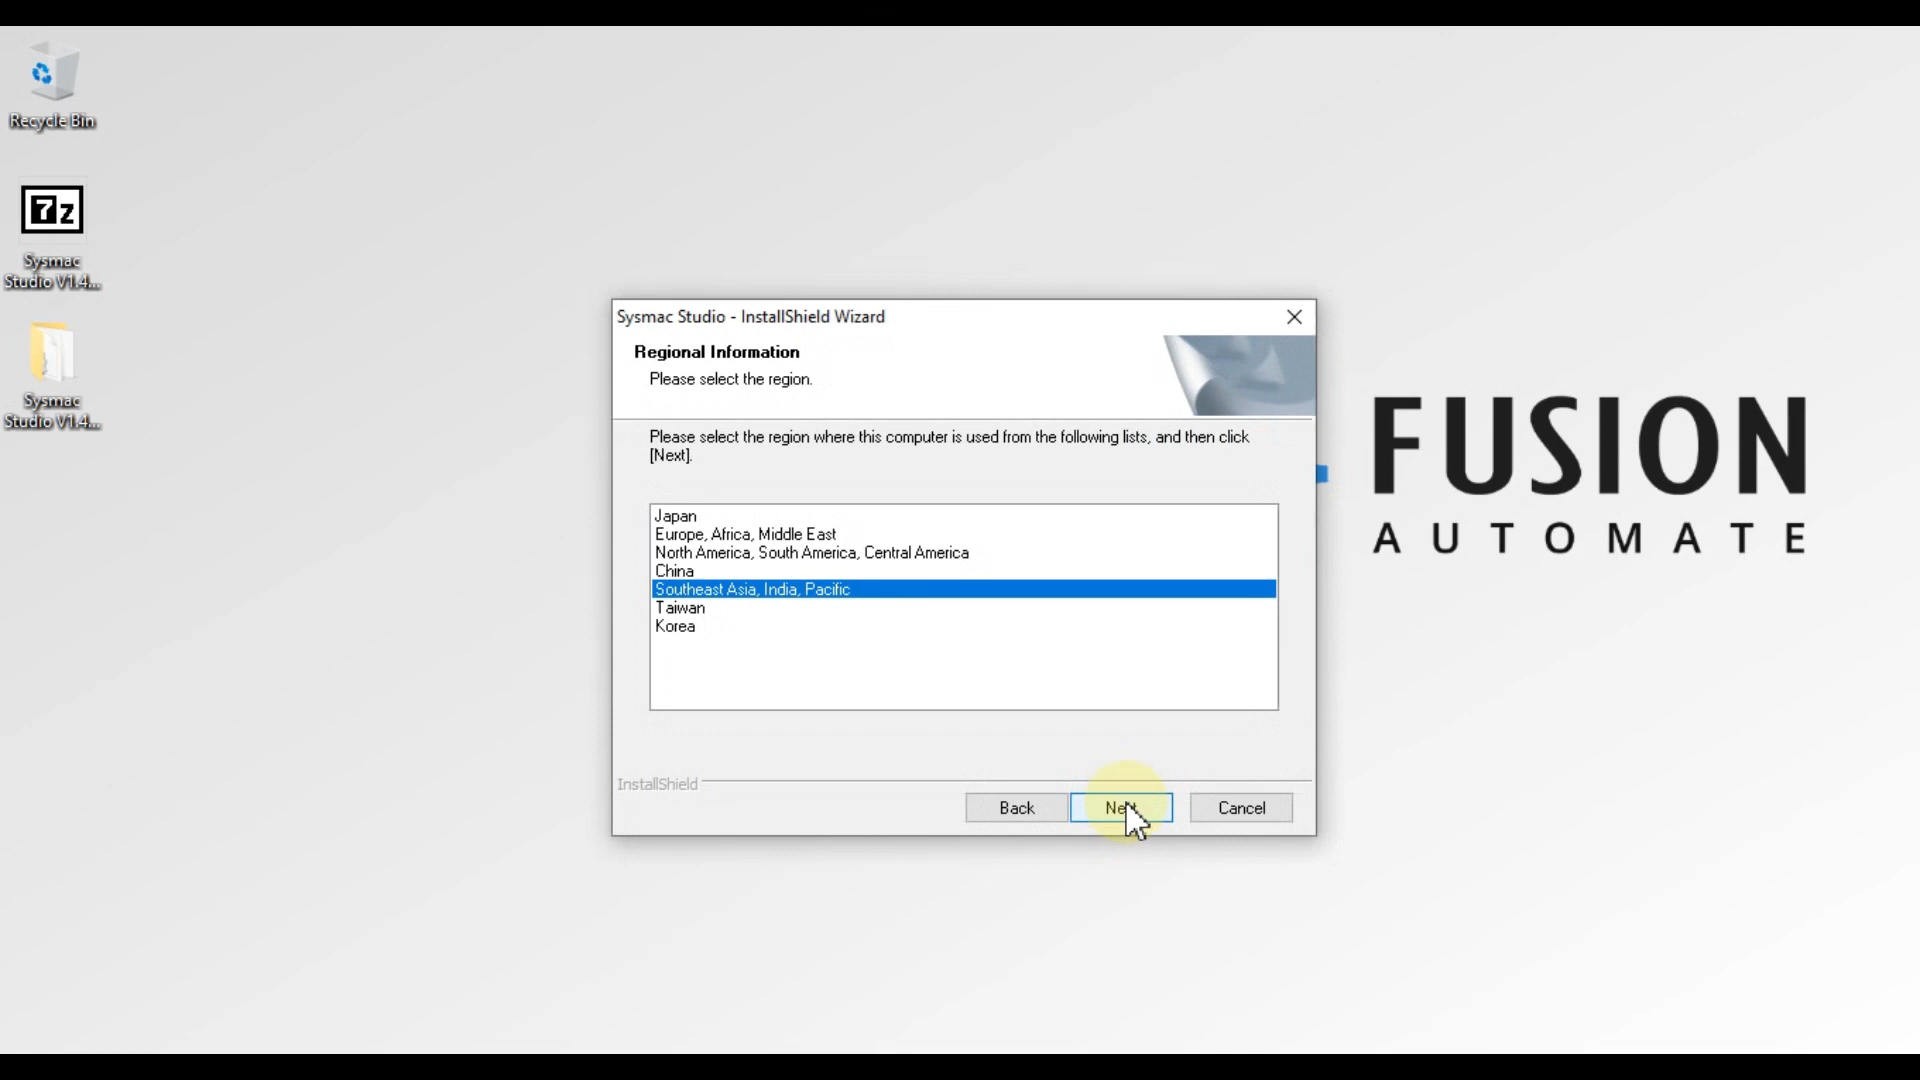 Recycle Bin
7z
Sysmac
Studio V1.4...
Sysmac
Studio V1.4...
Sysmac Studio - InstallShield Wizard
Regional Information
Please select the region.
Please select the region where this computer is used from the following lists, and then click
[Next].
Japan
Europe, Africa, Middle East
North America, South America, Central America
China
Southeast Asia, India, Pacific
Taiwan
Korea
InstallShield
Back
Next
Cancel
FUSION
AUTOMATE